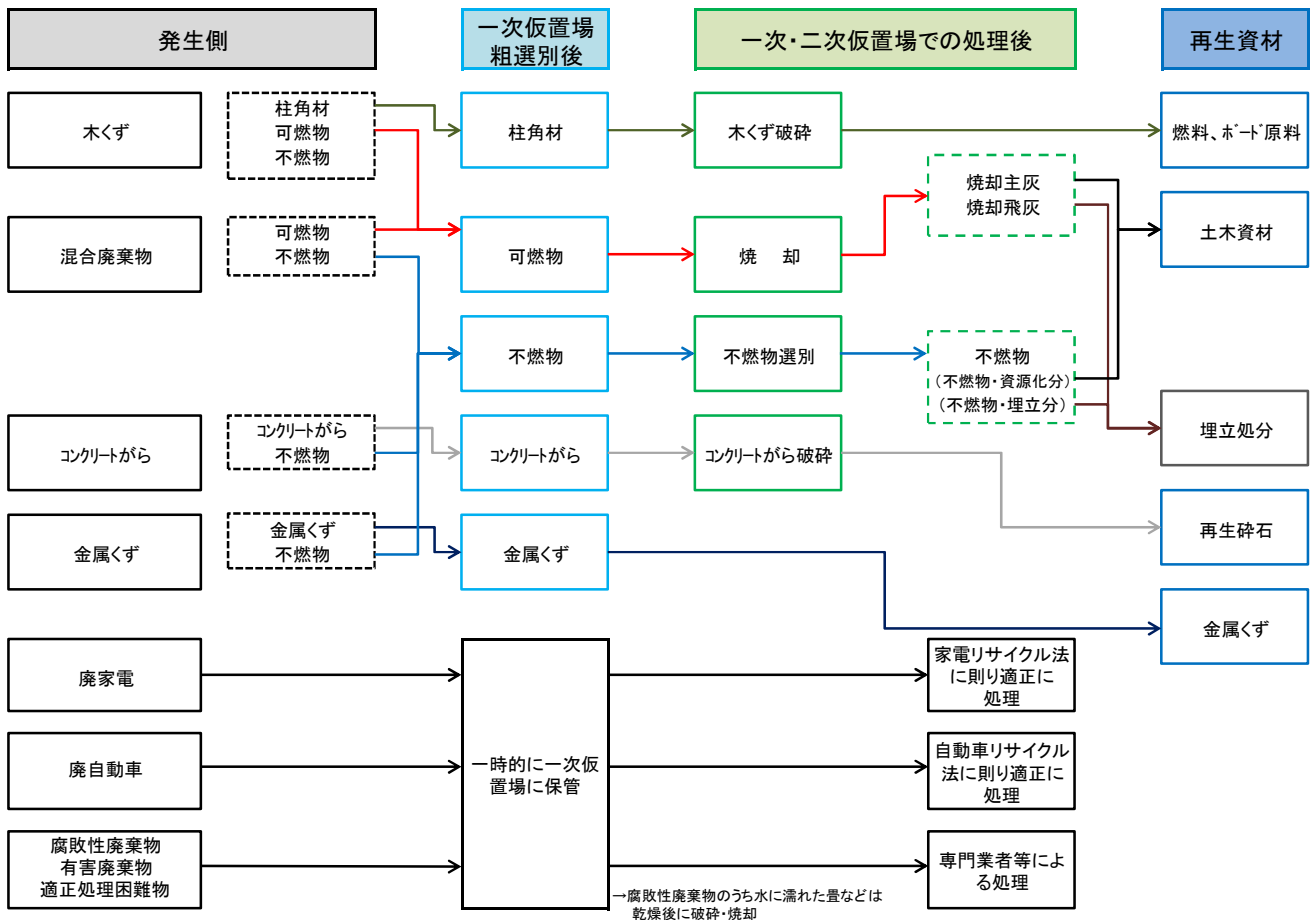 発生側
一次仮置場
粗選別後
一次・二次仮置場での処理後
再生資材
木くず
柱角材
可燃物
不燃物
柱角材
木くず破砕
燃料、ボード原料
混合廃棄物
可燃物
不燃物
可燃物
焼 却
焼却主灰
焼却飛灰
土木資材
不燃物
不燃物選別
不燃物
(不燃物・資源化分)
(不燃物・埋立分)
埋立処分
コンクリートがら
コンクリートがら
不燃物
コンクリートがら
コンクリートがら破砕
再生砕石
金属くず
金属くず
不燃物
金属くず
金属くず
廃家電
廃自動車
腐敗性廃棄物
有害廃棄物
適正処理困難物
一時的に一次仮
置場に保管
家電リサイクル法
に則り適正に
処理
自動車リサイクル
法に則り適正に
処理
専門業者等によ
る処理
→腐敗性廃棄物のうち水に濡れた畳などは
乾燥後に破砕・焼却